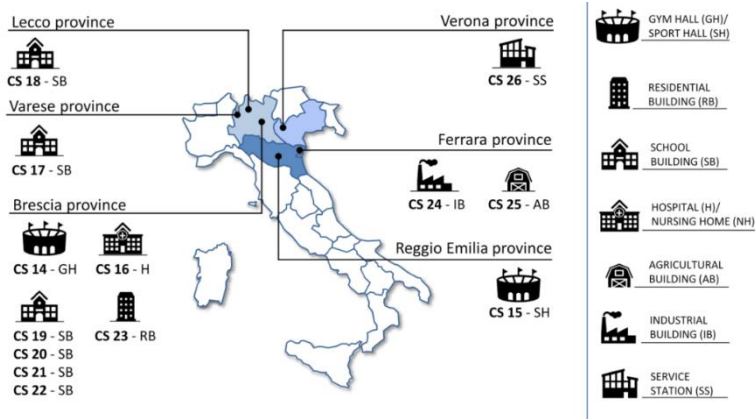 Lecco province
CS 18 - SB
Varese province
CS 17 - SB
Brescia province
CS 14 - GH
CS 16 - H
CS 19 - SB
CS 20 - SB
CS 21 - SB
CS 22 - SB
CS 23 - RB
Verona province
CS 26 - SS
Ferrara province
CS 24 - IB
CS 25 - AB
Reggio Emilia province
CS 15 - SH
GYM HALL (GH)/
SPORT HALL (SH)
RESIDENTIAL
BUILDING (RB)
SCHOOL
BUILDING (SB)
HOSPITAL (H)/
NURSING HOME (NH)
AGRICULTURAL
BUILDING (AB)
INDUSTRIAL
BUILDING (IB)
SERVICE
STATION (SS)